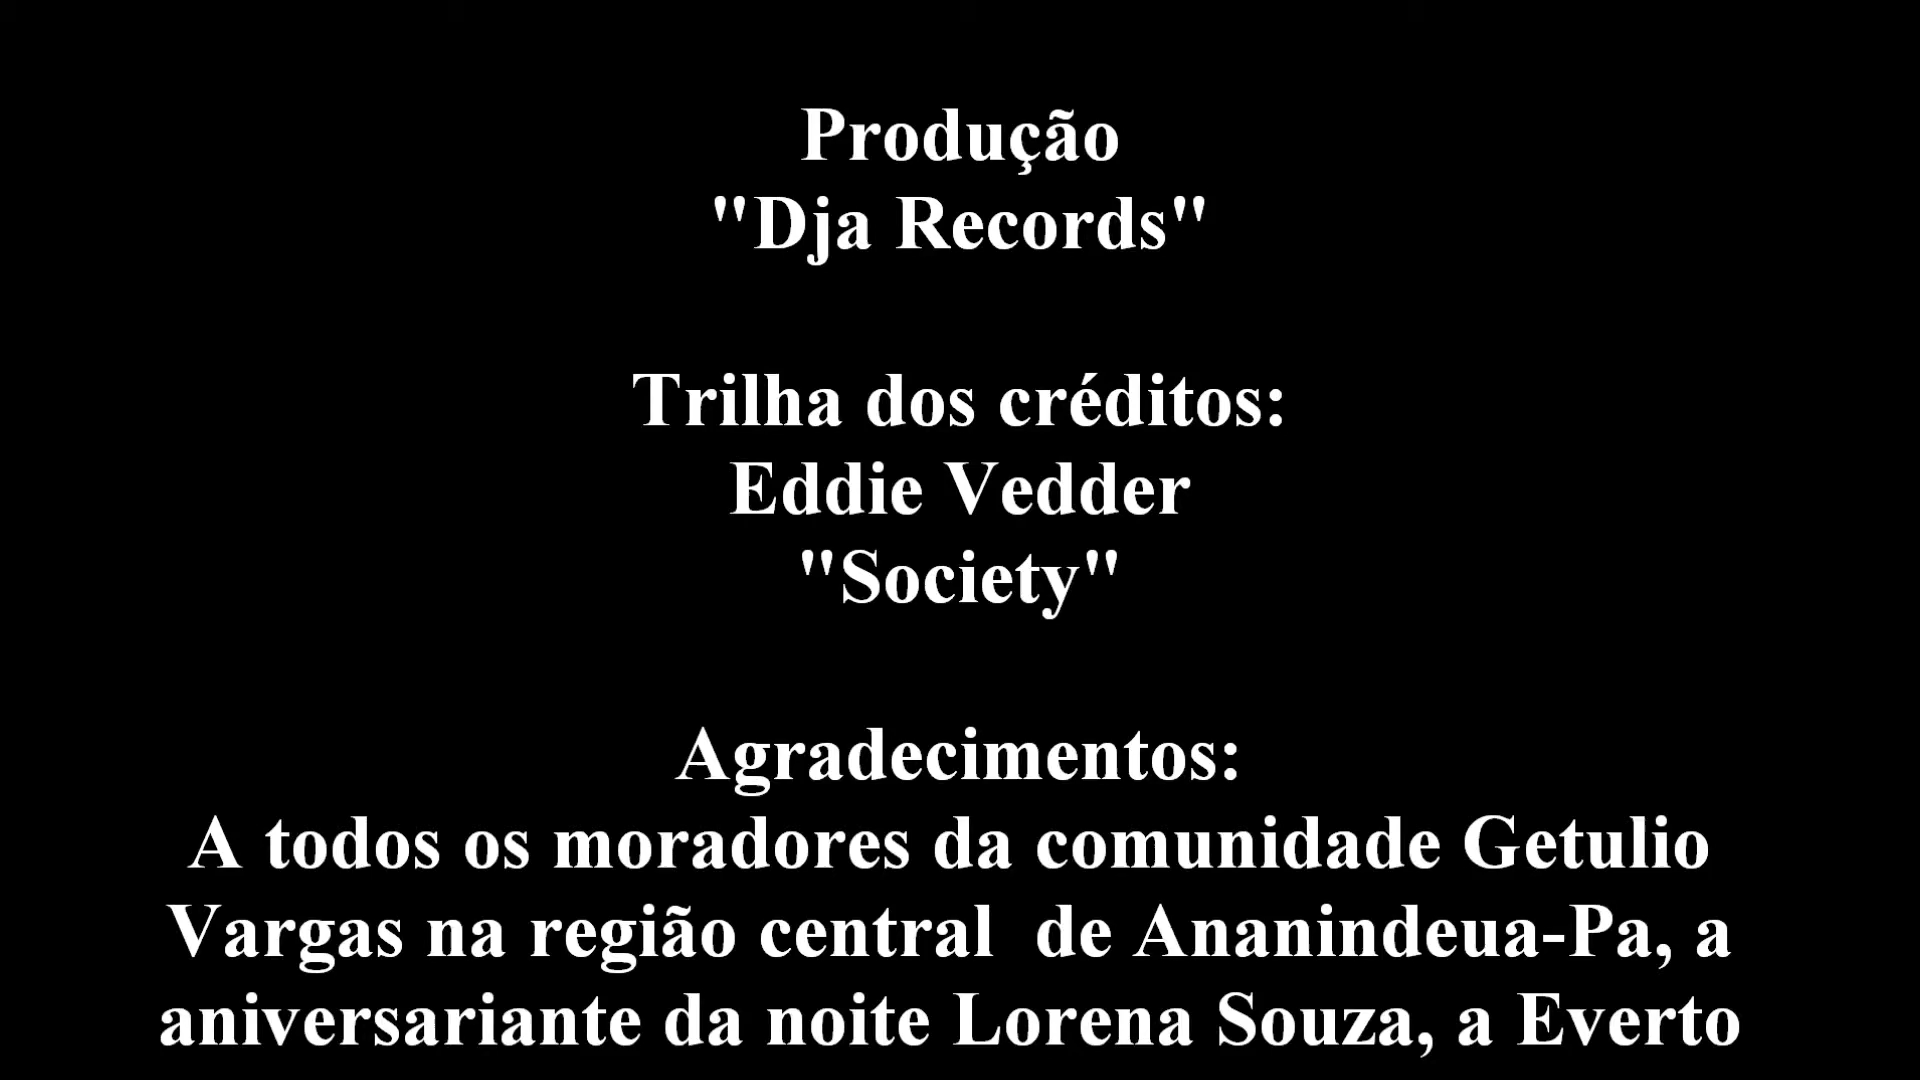 Produção
"Dja Records"
Trilha dos créditos:
Eddie Vedder
"Society"
Agradecimentos:
A todos os moradores da comunidade Getulio
Vargas na região central  de Ananindeua-Pa, a
aniversariante da noite Lorena Souza, a Everto